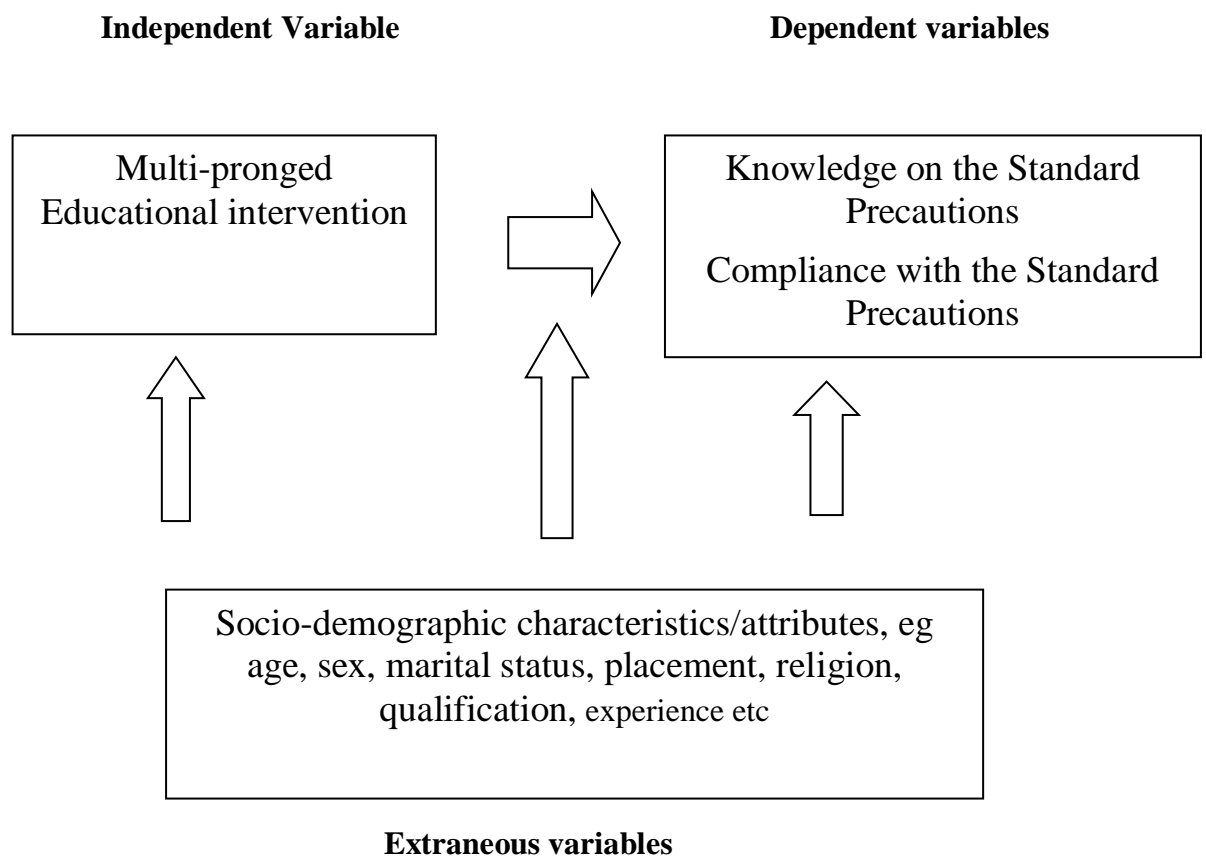 Independent Variable
Dependent variables
Multi-pronged
Educational intervention
Knowledge on the Standard
Precautions
Compliance with the Standard
Precautions
Socio-demographic characteristics/attributes, eg
age, sex, marital status, placement, religion,
qualification, experience etc
Extraneous variables